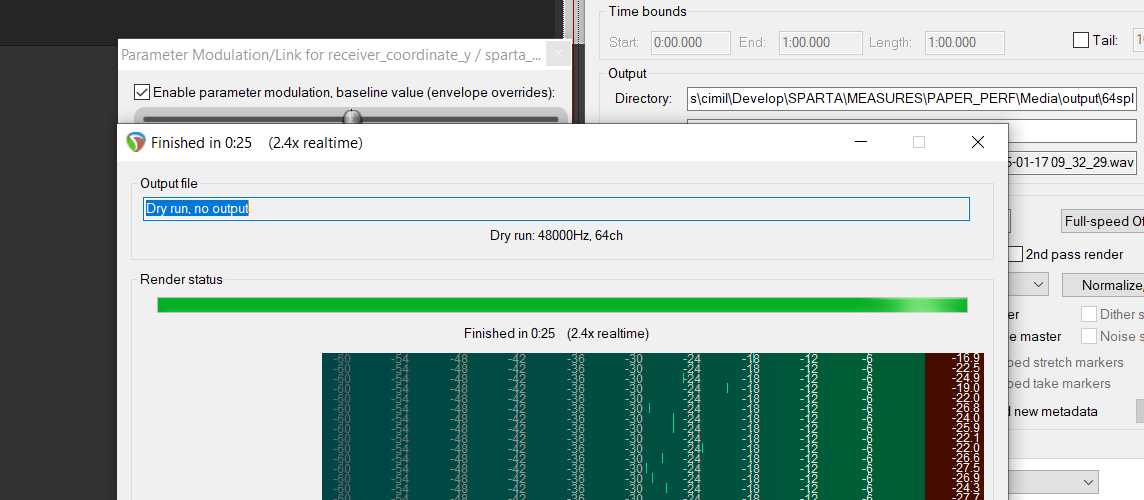 Time bounds
Start: 0:00.000 End: 1:00.000 Length: 1:00.000 Tail:
Parameter Modulation/Link for receiver_coordinate_y / sparta_...
Output
Enable parameter modulation, baseline value (envelope overrides):
Directory: s\cimil\Develop\SPARTA\MEASURES\PAPER_PERF\Media\output\64spl
Finished in 0:25 (2.4x realtime)
5-01-17 09_32_29.wav
Output file
Dry run, no output
Full-speed Of
Dry run: 48000Hz, 64ch
2nd pass render
Render status
Normalize,
Finished in 0:25 (2.4x realtime)
er Dither s
e master Noise s
ped stretch markers
ped take markers
d new metadata
-60 -54 -48 -42 -36 -30 -24 -18 -12 -6 -16.9
-60 -54 -48 -42 -36 -30 -24 -18 -12 -6 -22.5
-60 -54 -48 -42 -36 -30 -24 -18 -12 -6 -24.9
-60 -54 -48 -42 -36 -30 -24 -18 -12 -6 -19.0
-60 -54 -48 -42 -36 -30 -24 -18 -12 -6 -22.0
-60 -54 -48 -42 -36 -30 -24 -18 -12 -6 -26.8
-60 -54 -48 -42 -36 -30 -24 -18 -12 -6 -24.0
-60 -54 -48 -42 -36 -30 -24 -18 -12 -6 -25.9
-60 -54 -48 -42 -36 -30 -24 -18 -12 -6 -22.1
-60 -54 -48 -42 -36 -30 -24 -18 -12 -6 -22.0
-60 -54 -48 -42 -36 -30 -24 -18 -12 -6 -26.6
-60 -54 -48 -42 -36 -30 -24 -18 -12 -6 -27.5
-60 -54 -48 -42 -36 -30 -24 -18 -12 -6 -26.9
-60 -54 -48 -42 -36 -30 -24 -18 -12 -6 -24.3
-60 -54 -48 -42 -36 -30 -24 -18 -12 -6 -27.7